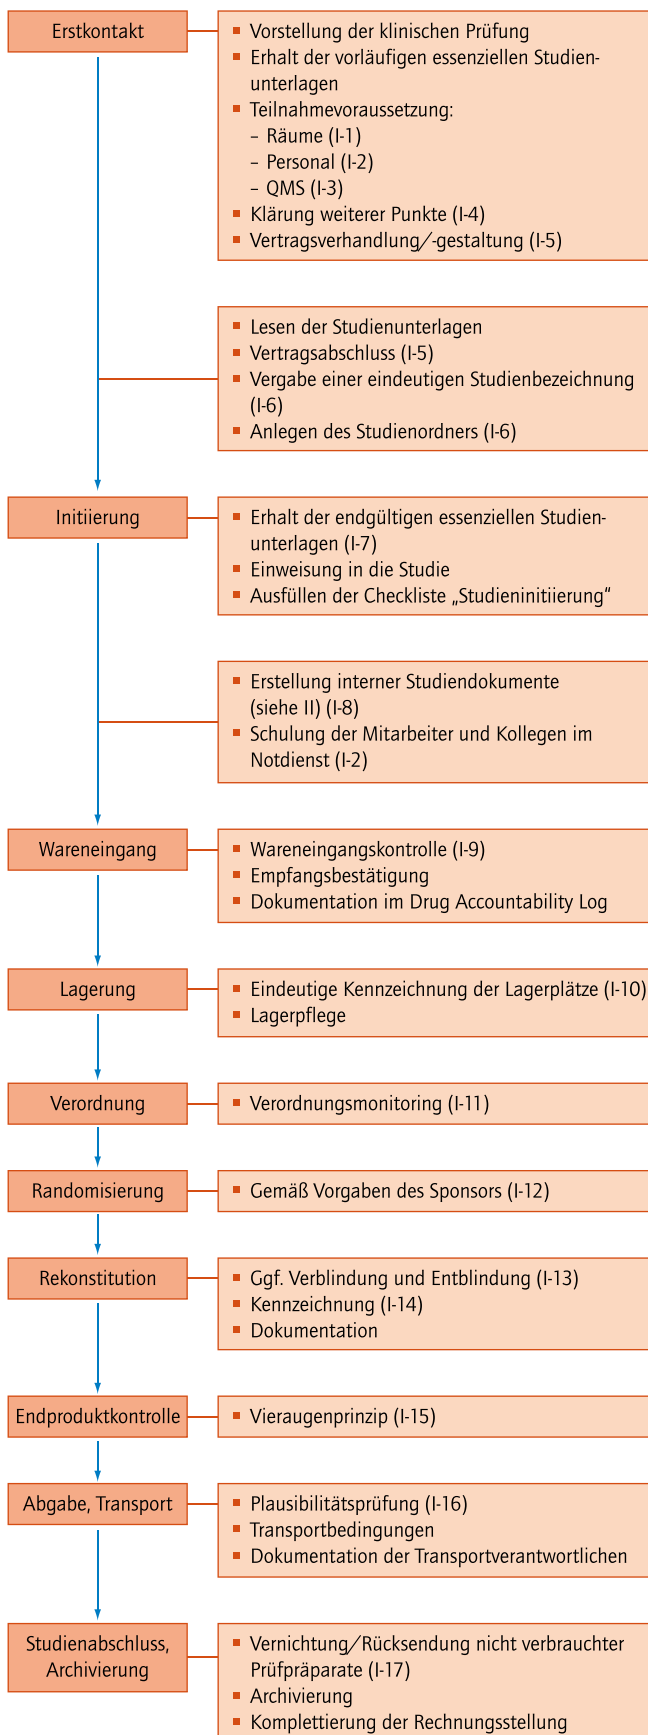 Erstkontakt
▪ Vorstellung der klinischen Prüfung
▪ Erhalt der vorläufigen essenziellen Studien-
unterlagen
▪ Teilnahmevoraussetzung:
– Räume (I-1)
– Personal (I-2)
– QMS (I-3)
▪ Klärung weiterer Punkte (I-4)
▪ Vertragsverhandlung/-gestaltung (I-5)
▪ Lesen der Studienunterlagen
▪ Vertragsabschluss (I-5)
▪ Vergabe einer eindeutigen Studienbezeichnung
(I-6)
▪ Anlegen des Studienordners (I-6)
Initiierung
▪ Erhalt der endgültigen essenziellen Studien-
unterlagen (I-7)
▪ Einweisung in die Studie
▪ Ausfüllen der Checkliste „Studieninitiierung“
▪ Erstellung interner Studiendokumente
(siehe II) (I-8)
▪ Schulung der Mitarbeiter und Kollegen im
Notdienst (I-2)
Wareneingang
▪ Wareneingangskontrolle (I-9)
▪ Empfangsbestätigung
▪ Dokumentation im Drug Accountability Log
Lagerung
▪ Eindeutige Kennzeichnung der Lagerplätze (I-10)
▪ Lagerpflege
Verordnung
▪ Verordnungsmonitoring (I-11)
Randomisierung
▪ Gemäß Vorgaben des Sponsors (I-12)
Rekonstitution
▪ Ggf. Verblindung und Entblindung (I-13)
▪ Kennzeichnung (I-14)
▪ Dokumentation
Endproduktkontrolle
▪ Vieraugenprinzip (I-15)
Abgabe, Transport
▪ Plausibilitätsprüfung (I-16)
▪ Transportbedingungen
▪ Dokumentation der Transportverantwortlichen
Studienabschluss,
Archivierung
▪ Vernichtung/Rücksendung nicht verbrauchter
Prüfpräparate (I-17)
▪ Archivierung
▪ Komplettierung der Rechnungsstellung